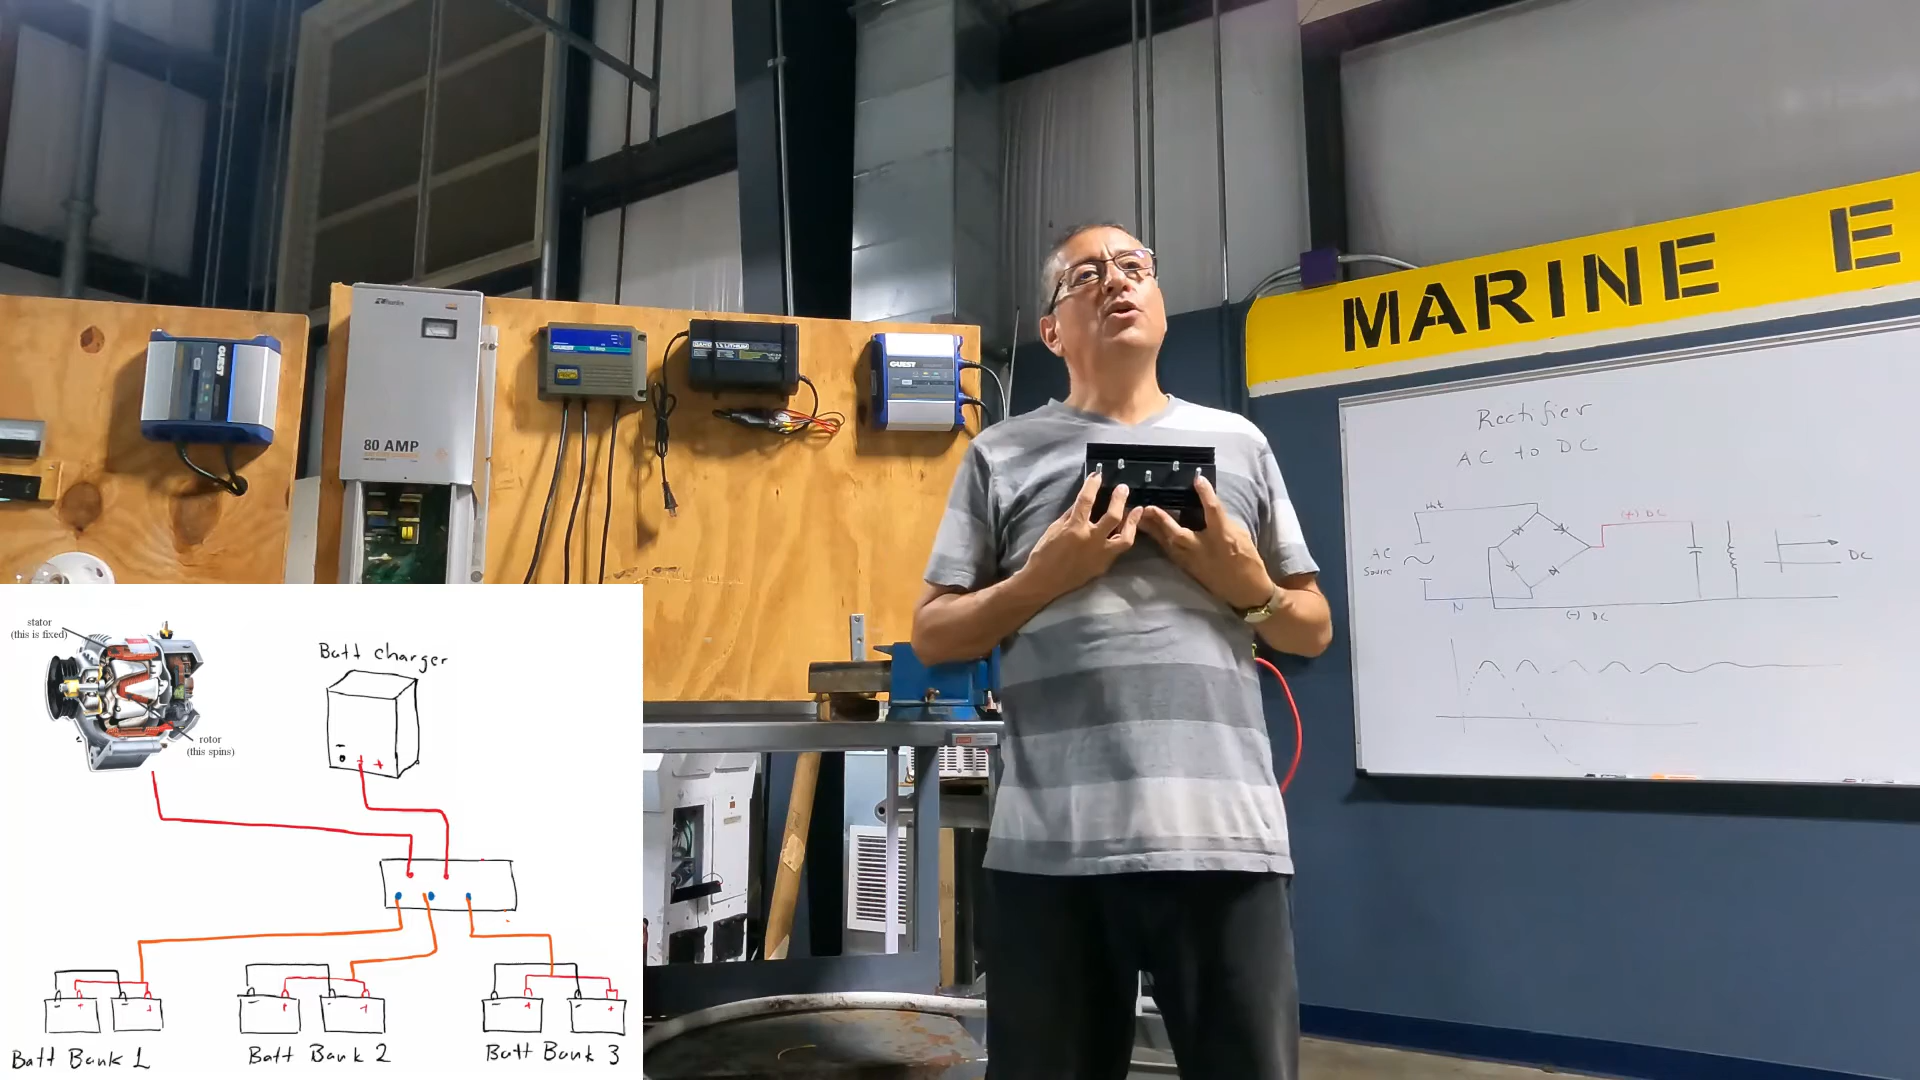 MARINE E
GUEST
80 AMP
GUEST
Rectifier
AC to DC
Hot
(+) DC
AC
Source
DC
N
(-) DC
stator
(this is fixed)
Batt charger
rotor
(this spins)
- + +
- + - +
- + - +
- + - +
Batt Bank 1
Batt Bank 2
Batt Bank 3